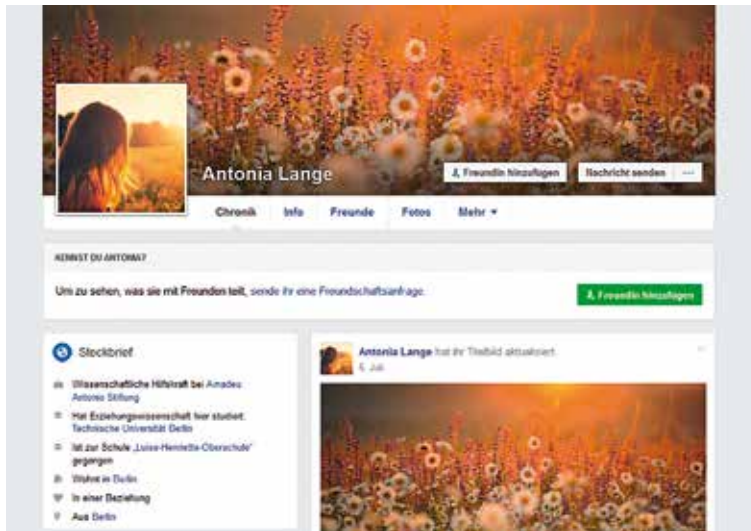 Antonia Lange
Freundin hinzufügen
Nachricht senden ...
Chronik Info Freunde Fotos Mehr
KENNST DU ANTONIA?
Um zu sehen, was sie mit Freunden teilt, sende ihr eine Freundschaftsanfrage.
Freundin hinzufügen
Steckbrief
Wissenschaftliche Hilfskraft bei Amadeu
Antonio Stiftung
Hat Erziehungswissenschaft hier studiert:
Technische Universität Berlin
Ist zur Schule „Luise-Henriette-Oberschule“
gegangen
Wohnt in Berlin
In einer Beziehung
Aus Berlin
Antonia Lange hat ihr Titelbild aktualisiert.
5. Juli